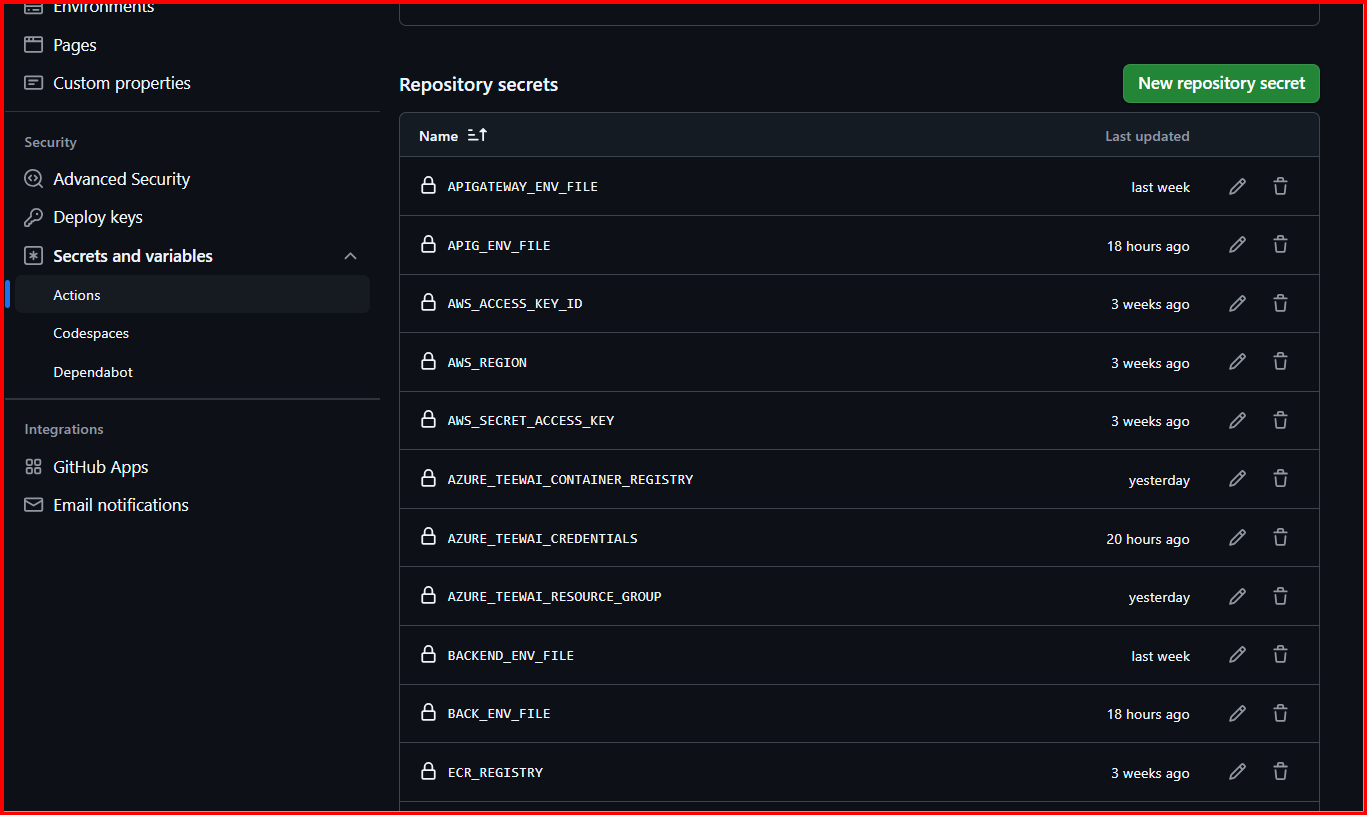 Environments
Pages
Custom properties
Security
Advanced Security
Deploy keys
Secrets and variables
Actions
Codespaces
Dependabot
Integrations
GitHub Apps
Email notifications
Repository secrets
New repository secret
Name Last updated
APIGATEWAY_ENV_FILE last week
APIG_ENV_FILE 18 hours ago
AWS_ACCESS_KEY_ID 3 weeks ago
AWS_REGION 3 weeks ago
AWS_SECRET_ACCESS_KEY 3 weeks ago
AZURE_TEEWAI_CONTAINER_REGISTRY yesterday
AZURE_TEEWAI_CREDENTIALS 20 hours ago
AZURE_TEEWAI_RESOURCE_GROUP yesterday
BACKEND_ENV_FILE last week
BACK_ENV_FILE 18 hours ago
ECR_REGISTRY 3 weeks ago